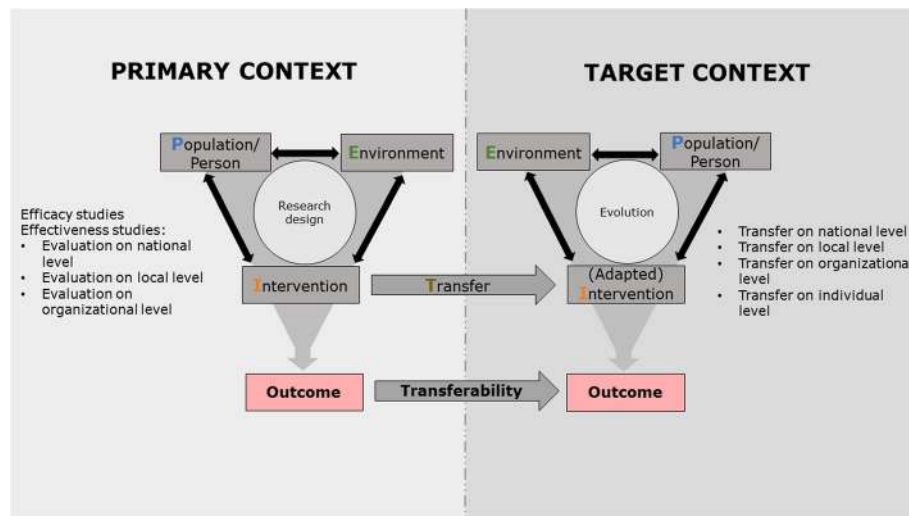 PRIMARY CONTEXT
Population/
Person
Environment
Research
design
Efficacy studies
Effectiveness studies:
• Evaluation on national
level
• Evaluation on local level
• Evaluation on
organizational level
Intervention
Outcome
Transfer
Transferability
TARGET CONTEXT
Environment
Population/
Person
Evolution
(Adapted)
Intervention
Outcome
• Transfer on national level
• Transfer on local level
• Transfer on organizational
level
• Transfer on individual
level